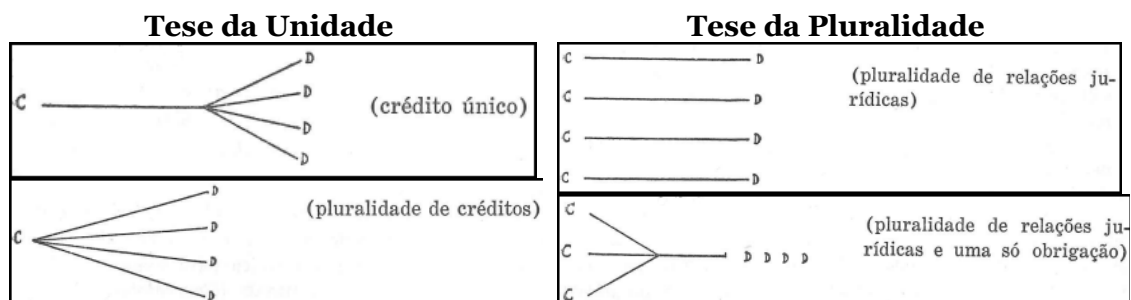 Tese da Unidade
C
D
D
D
D
(crédito único)
C
D
D
D
D
(pluralidade de créditos)
Tese da Pluralidade
C D
C D
C D
C D
(pluralidade de relações ju-
rídicas)
C
C
C
D D D D
(pluralidade de relações ju-
rídicas e uma só obrigação)